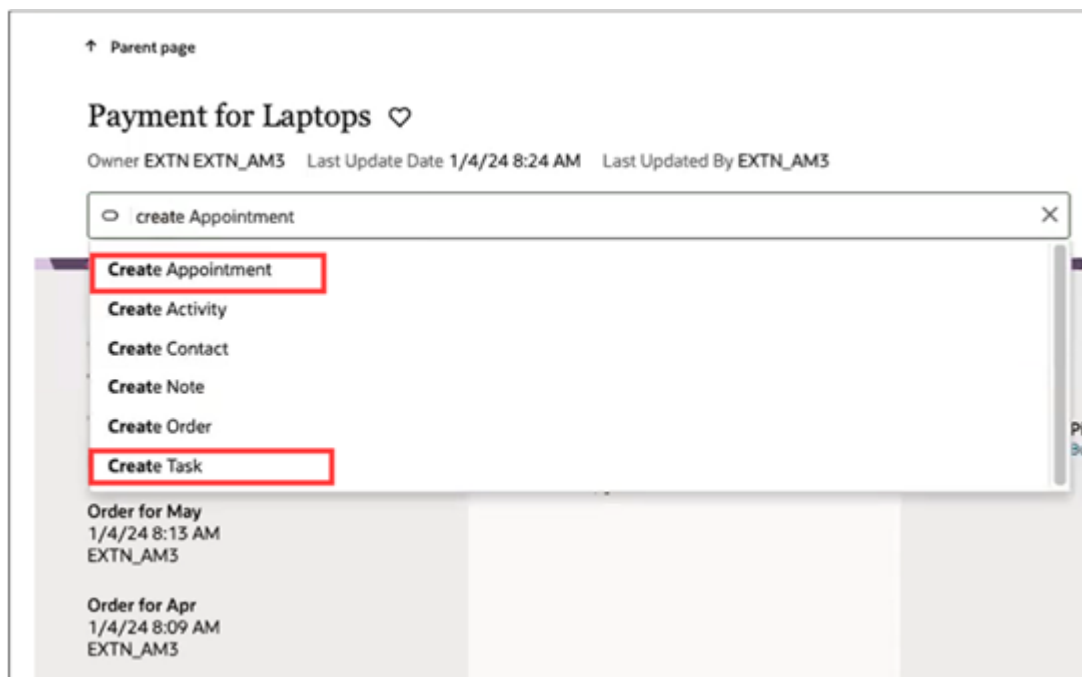 Parent page
Payment for Laptops
Owner EXTN EXTN_AM3 Last Update Date 1/4/24 8:24 AM Last Updated By EXTN_AM3
create Appointment
Create Appointment
Create Activity
Create Contact
Create Note
Create Order
Create Task
Order for May
1/4/24 8:13 AM
EXTN_AM3
Order for Apr
1/4/24 8:09 AM
EXTN_AM3